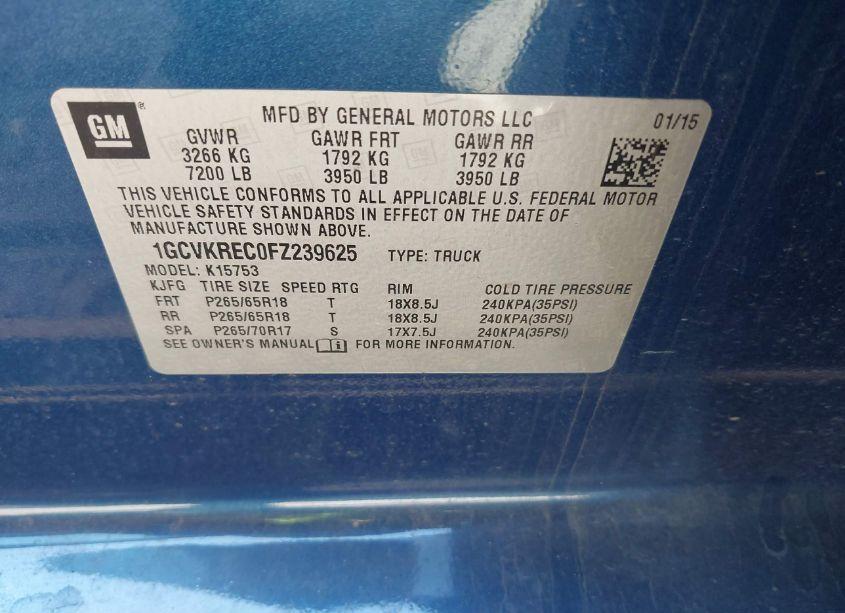 GM®
MFD BY GENERAL MOTORS LLC 01/15
GVWR GAWR FRT GAWR RR
3266 KG 1792 KG 1792 KG
7200 LB 3950 LB 3950 LB
THIS VEHICLE CONFORMS TO ALL APPLICABLE U.S. FEDERAL MOTOR
VEHICLE SAFETY STANDARDS IN EFFECT ON THE DATE OF
MANUFACTURE SHOWN ABOVE.
1GCVKREC0FZ239625 TYPE: TRUCK
MODEL: K15753
KJFG TIRE SIZE SPEED RTG RIM COLD TIRE PRESSURE
FRT P265/65R18 T 18X8.5J 240KPA(35PSI)
RR P265/65R18 T 18X8.5J 240KPA(35PSI)
SPA P265/70R17 S 17X7.5J 240KPA(35PSI)
SEE OWNER'S MANUAL i FOR MORE INFORMATION.